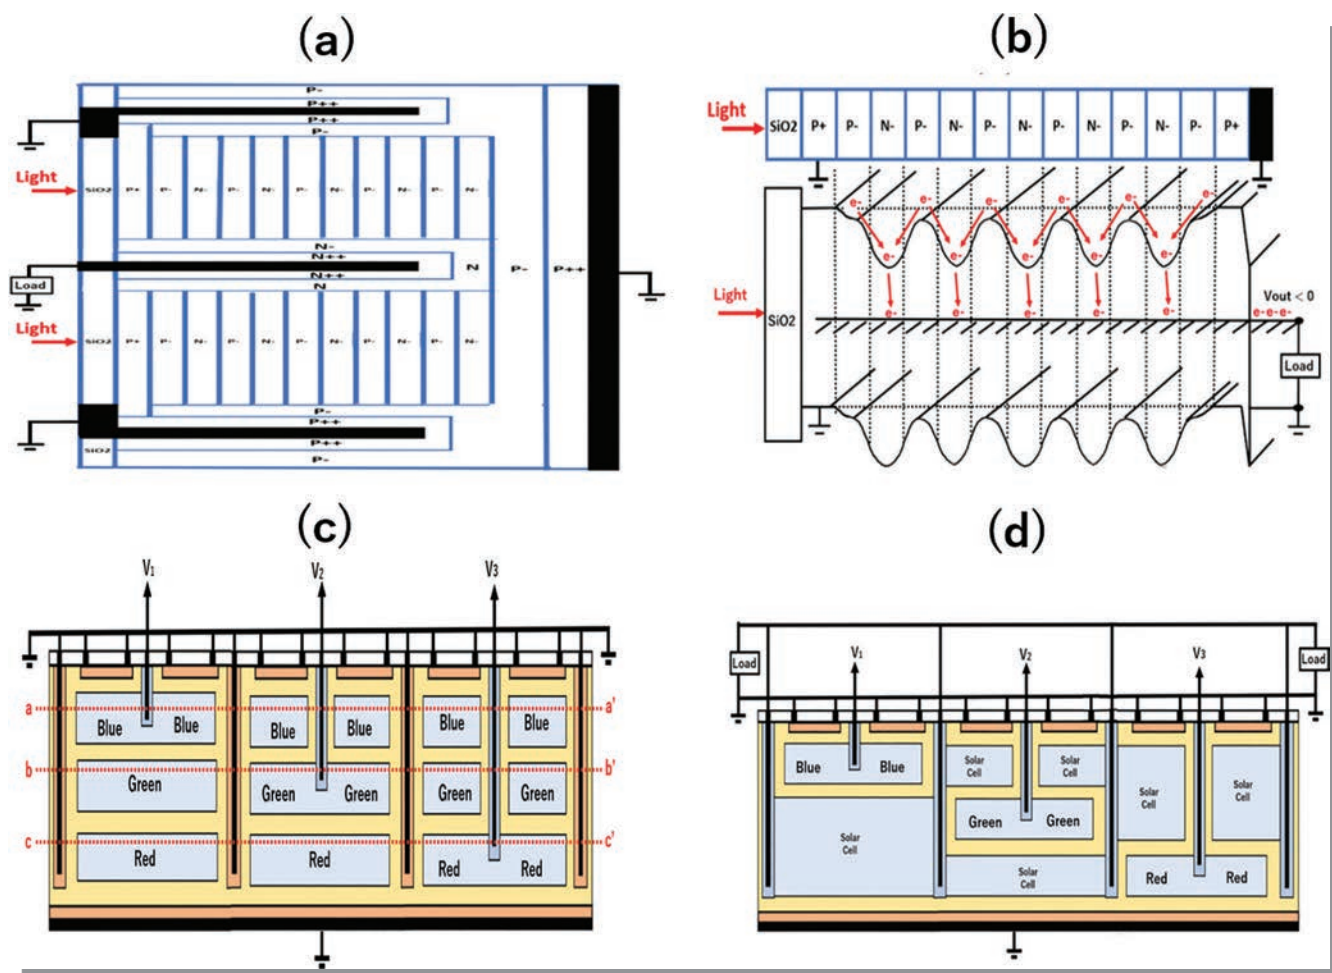 (a)
P-
P++
P++
P-
Light
SiO2 P+ P- N- P- N- P- N- P- N- P- N-
N-
N++
N++
N
N
P-
P++
Load
Light
SiO2 P+ P- N- P- N- P- N- P- N- P- N-
P-
P++
P++
P-
SiO2
(b)
Light
SiO2 P+ P- N- P- N- P- N- P- N- P- N- P- P+
e- e- e- e- e- e-
e- e- e- e- e-
Light
SiO2
e- e- e- e- e-
Vout < 0
e-e-e-
Load
(c)
V1 V2 V3
a Blue Blue Blue Blue Blue Blue a'
b Green Green Green Green Green b'
c Red Red Red Red c'
(d)
Load V1 V2 V3 Load
Blue Blue
Solar Cell
Solar Cell
Solar Cell
Solar Cell
Solar Cell
Green Green
Solar Cell
Red Red